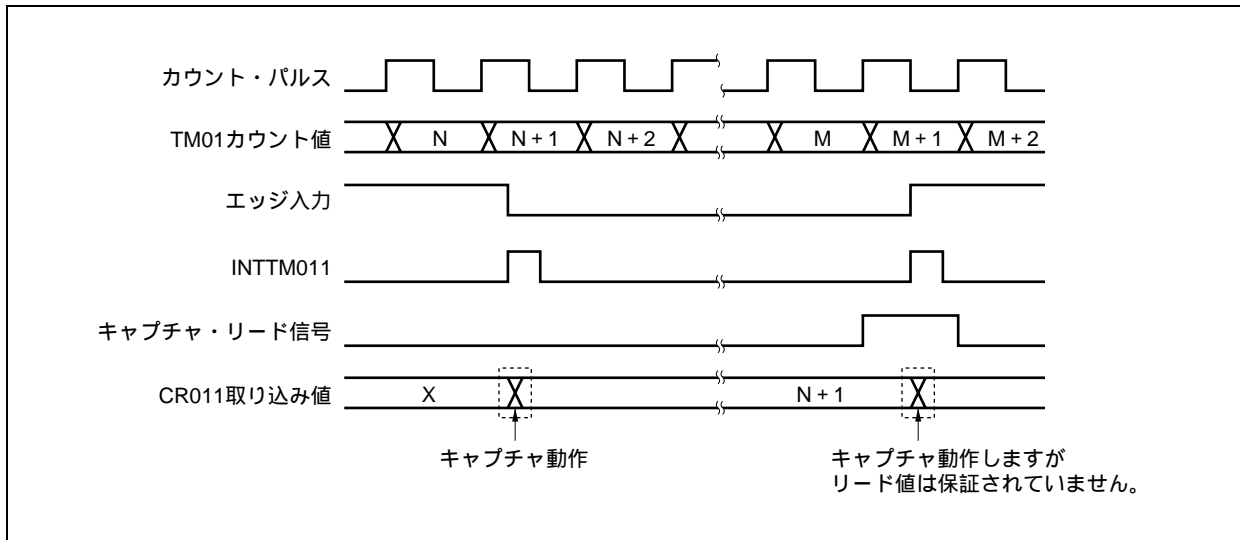 カウント・パルス
TM01カウント値 N N + 1 N + 2 M M + 1 M + 2
エッジ入力
INTTM011
キャプチャ・リード信号
CR011取り込み値 X N + 1
キャプチャ動作
キャプチャ動作しますが
リード値は保証されていません。